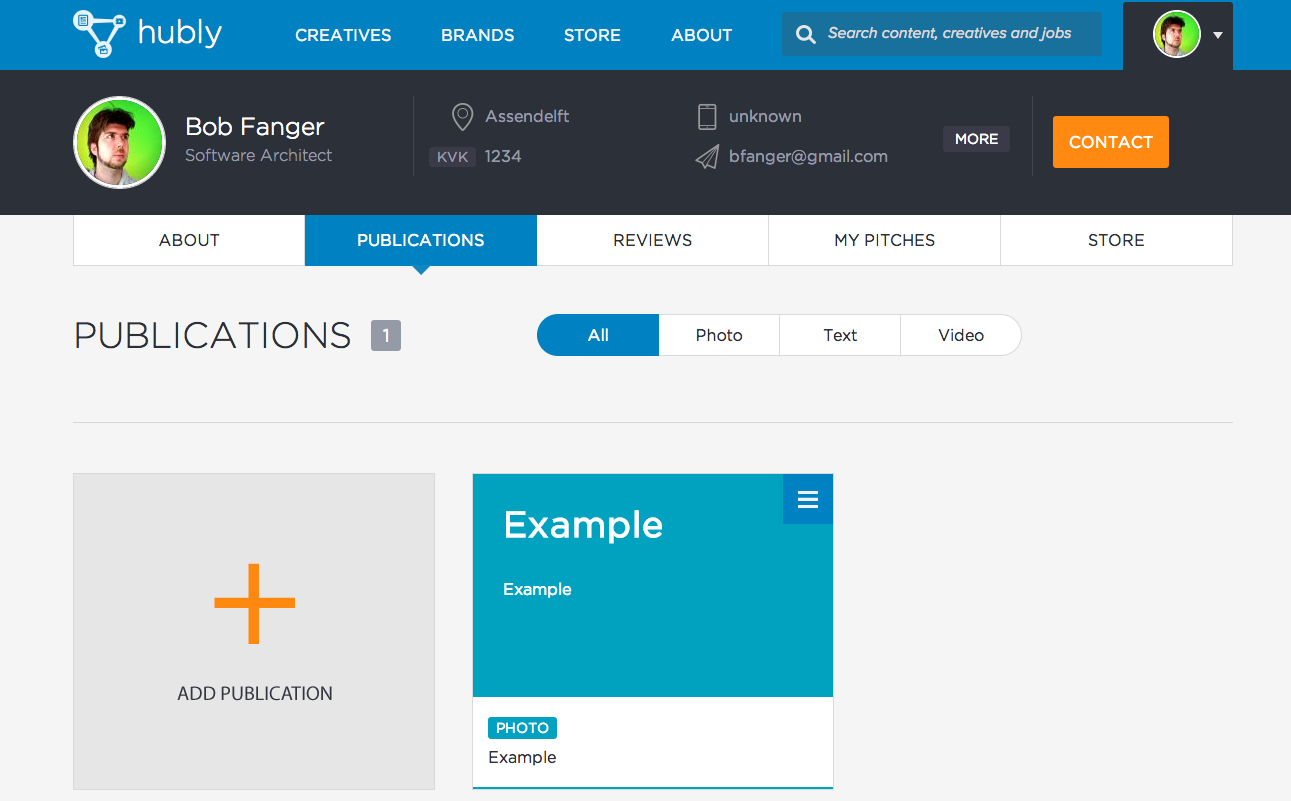 hubly
CREATIVES BRANDS STORE ABOUT
Search content, creatives and jobs
Bob Fanger
Software Architect
Assendelft
KVK 1234
unknown
bfanger@gmail.com
MORE
CONTACT
ABOUT PUBLICATIONS REVIEWS MY PITCHES STORE
PUBLICATIONS 1
All Photo Text Video
ADD PUBLICATION
Example
Example
PHOTO
Example